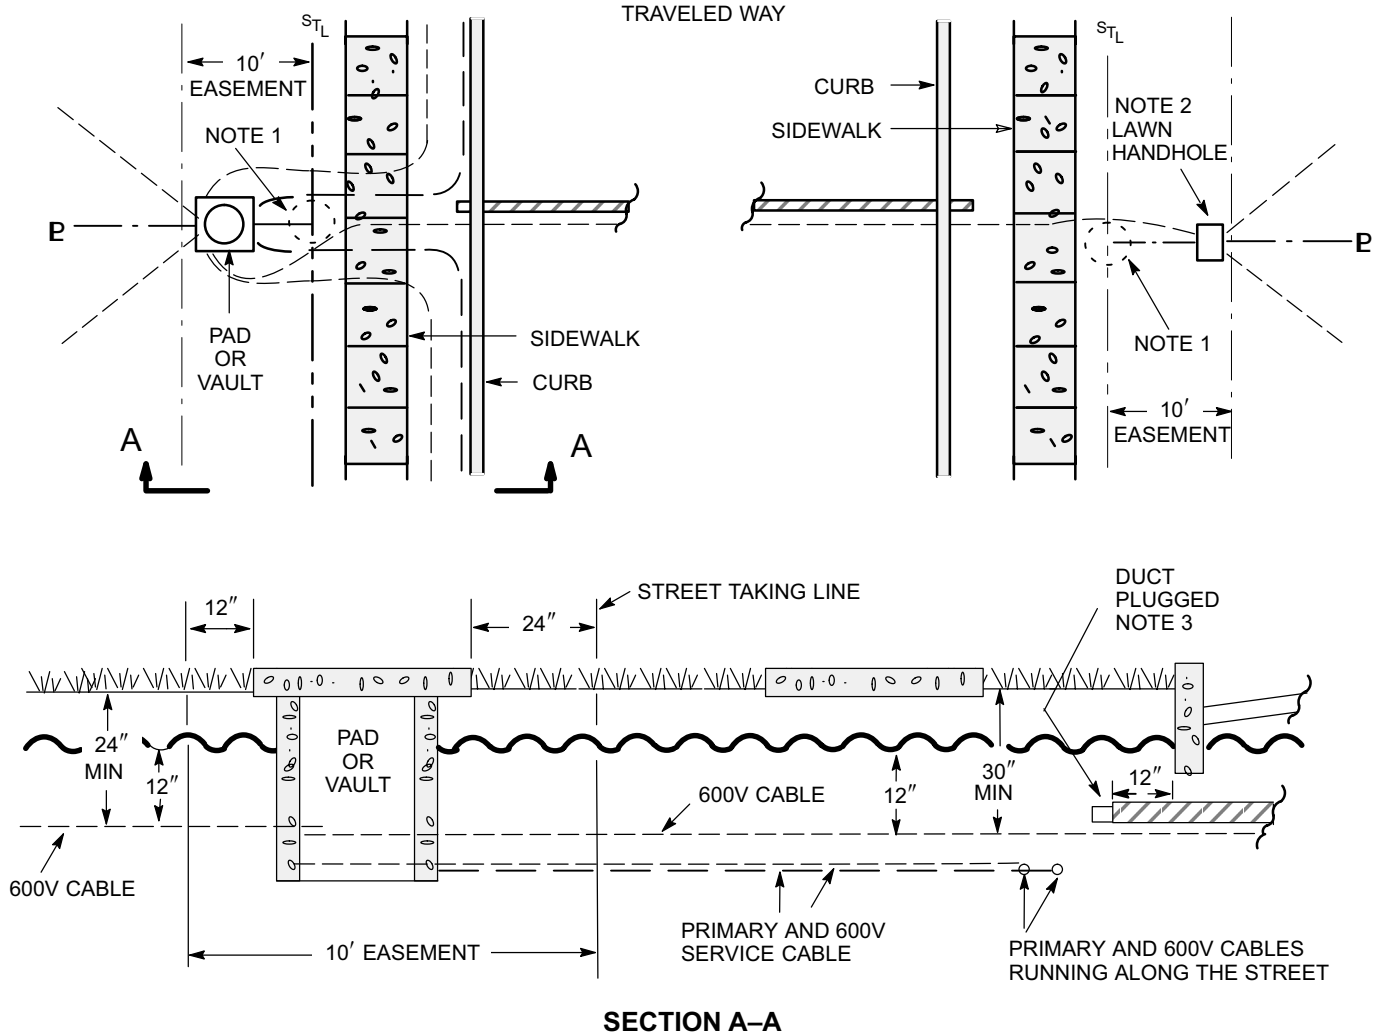 TRAVELED WAY
STL
STL
10′
EASEMENT
NOTE 1
CURB
SIDEWALK
NOTE 2
LAWN
HANDHOLE
PL
PL
PAD
OR
VAULT
SIDEWALK
CURB
NOTE 1
10′
EASEMENT
A
A
12″
24″
STREET TAKING LINE
DUCT
PLUGGED
NOTE 3
24″
MIN
12″
PAD
OR
VAULT
600V CABLE
12″
30″
MIN
12″
600V CABLE
10′ EASEMENT
PRIMARY AND 600V
SERVICE CABLE
PRIMARY AND 600V CABLES
RUNNING ALONG THE STREET
SECTION A–A